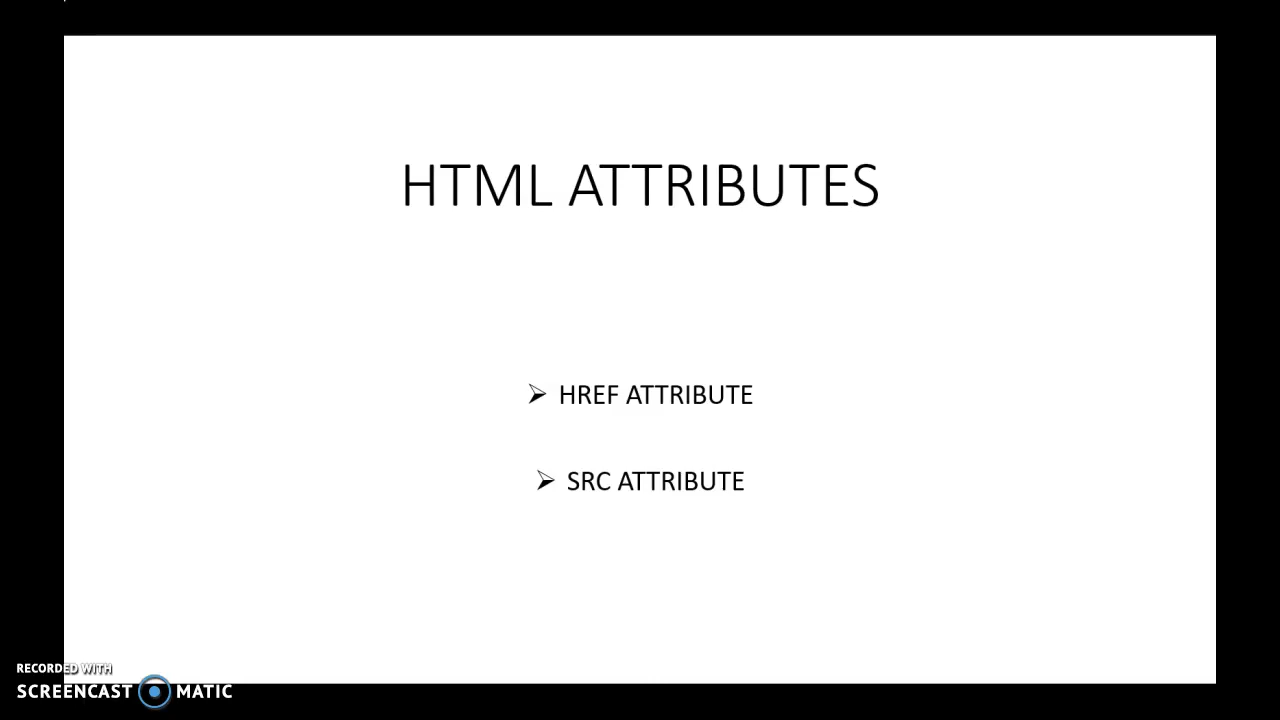 HTML ATTRIBUTES
➢ HREF ATTRIBUTE
➢ SRC ATTRIBUTE
RECORDED WITH
SCREENCAST MATIC